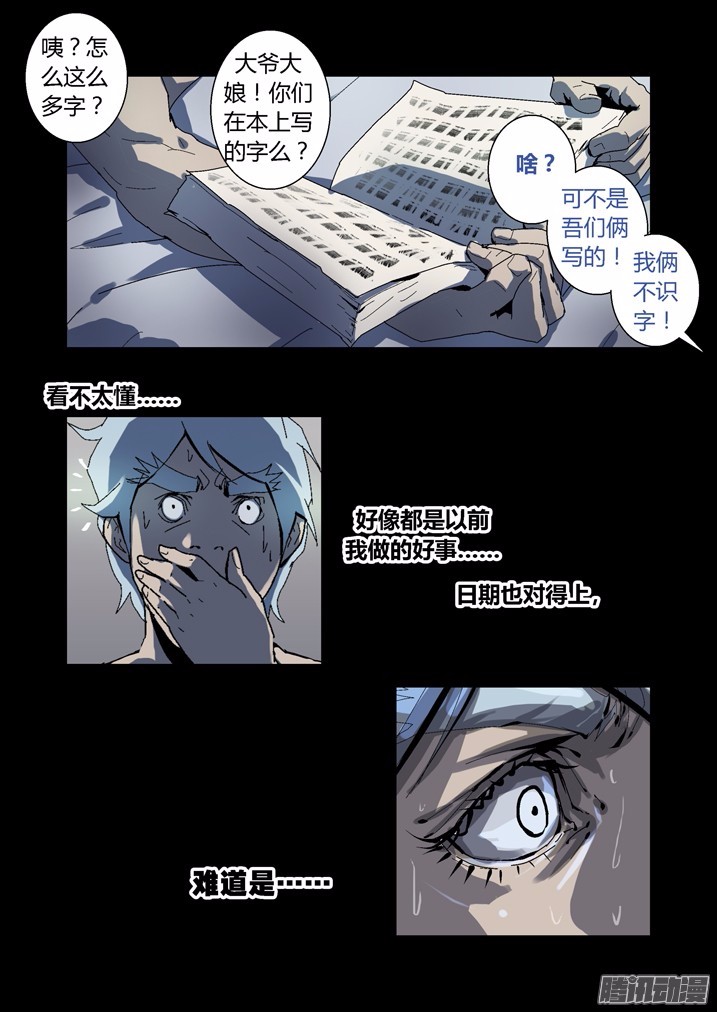 咦？怎
么这么
多字？
大爷大
娘！你们
在本上写
的字么？
啥？
可不是
吾们俩
写的！
我俩
不识
字！
看不太懂……
好像都是以前
我做的好事……
日期也对得上，
难道是……
腾讯动漫